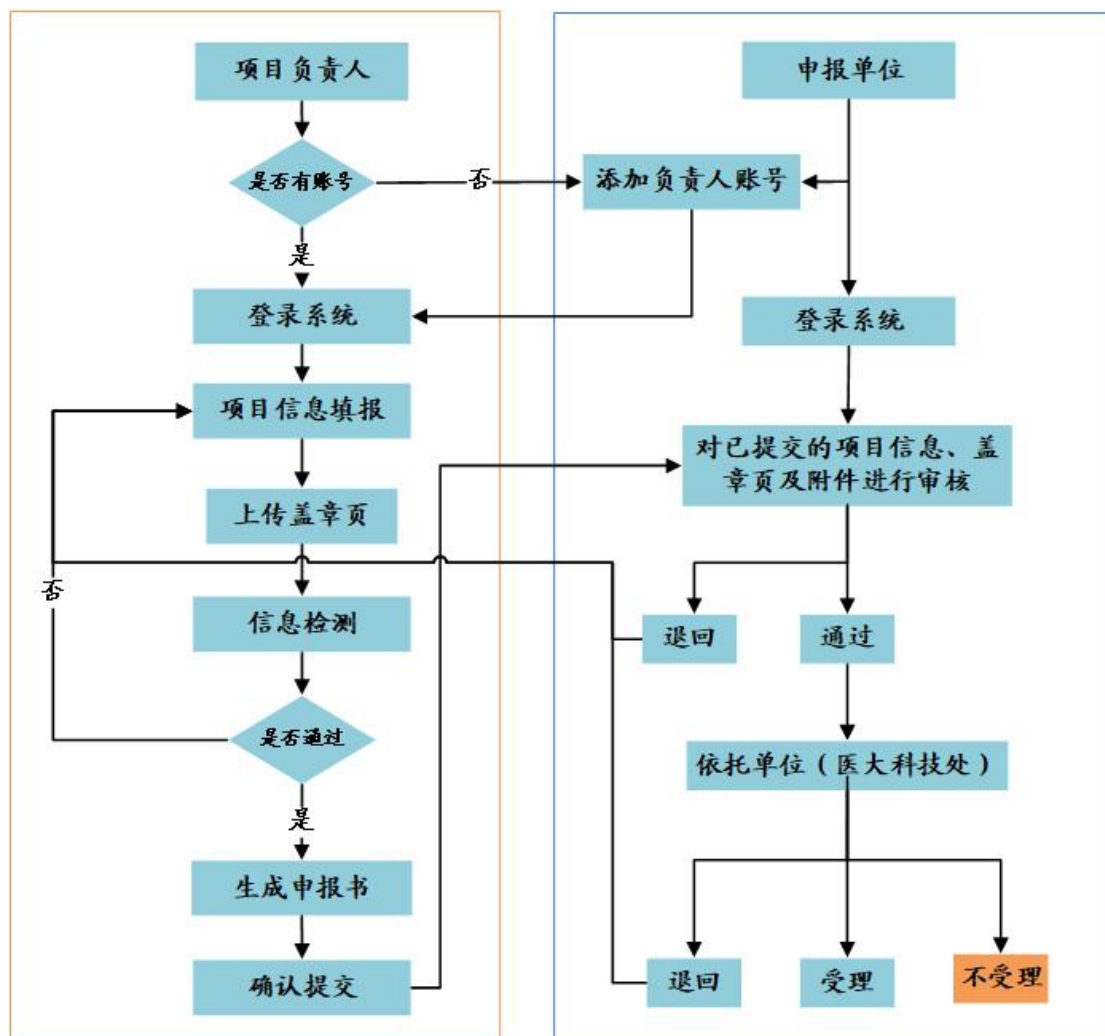 项目负责人
是否有账号
否
是
登录系统
项目信息填报
上传盖章页
否
信息检测
是否通过
是
生成申报书
确认提交
申报单位
添加负责人账号
登录系统
对已提交的项目信息、盖
章页及附件进行审核
退回
通过
依托单位（医大科技处）
退回
受理
不受理